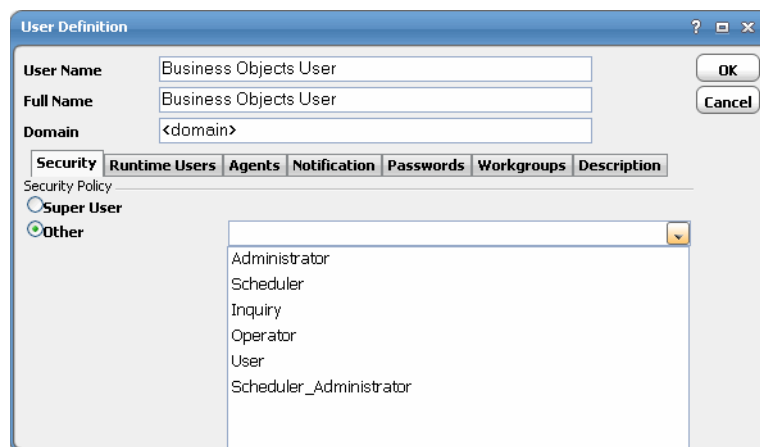 User Definition ?
User Name Business Objects User OK
Full Name Business Objects User Cancel
Domain <domain>
Security Runtime Users Agents Notification Passwords Workgroups Description
Security Policy
Super User
Other
Administrator
Scheduler
Inquiry
Operator
User
Scheduler_Administrator